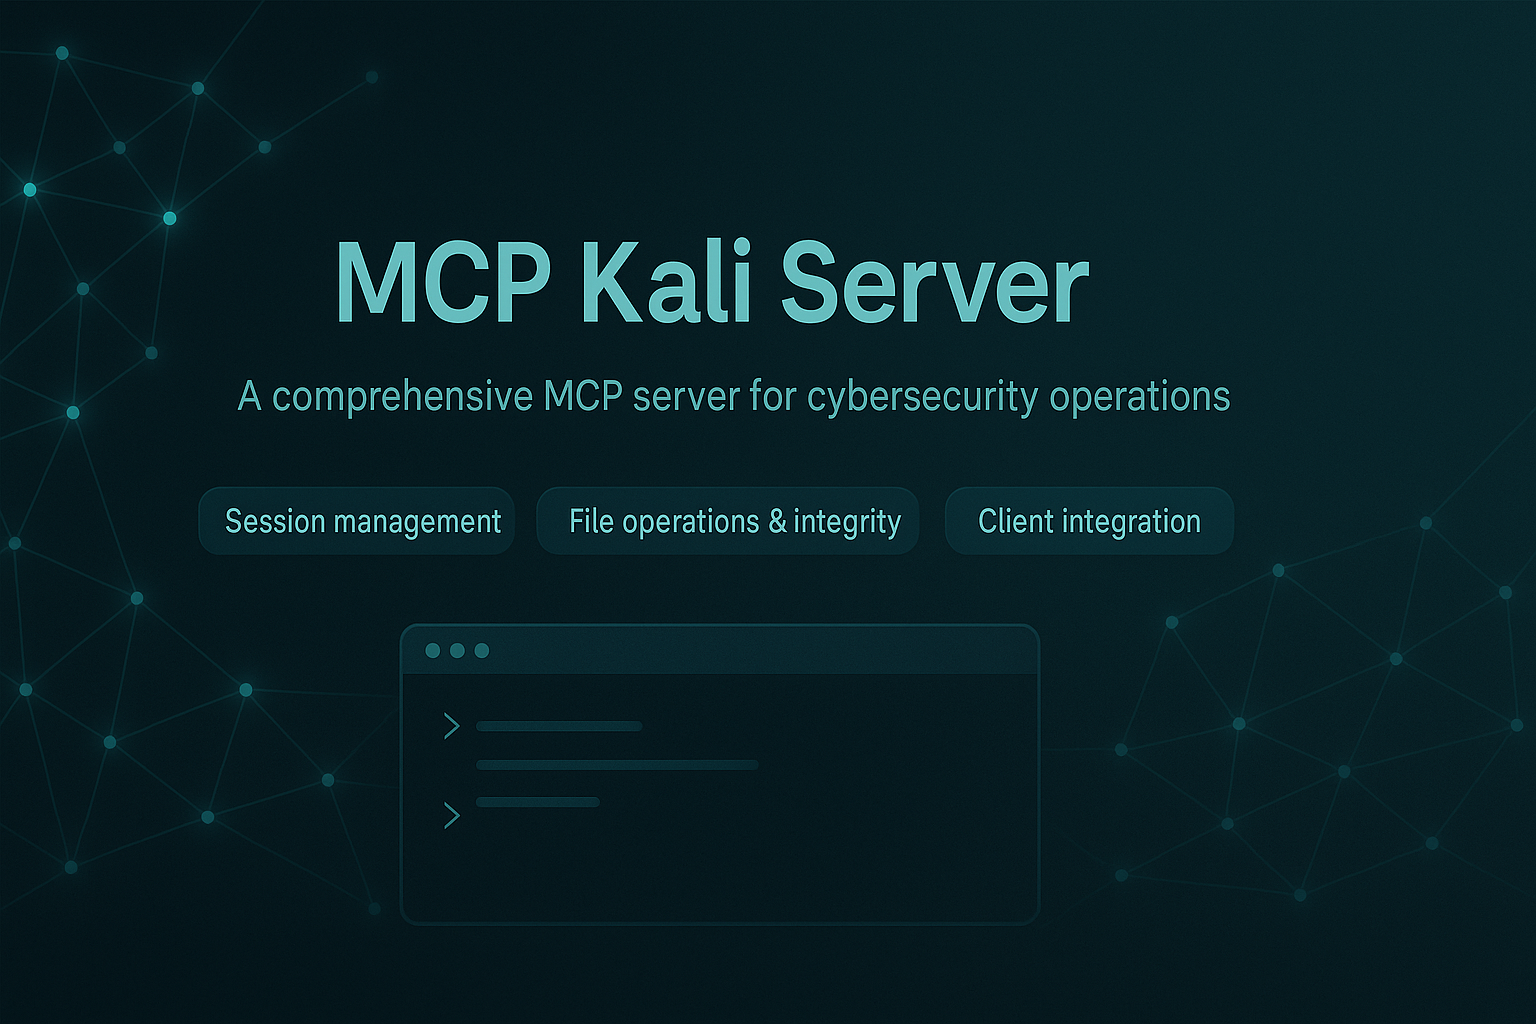 MCP Kali Server
A comprehensive MCP server for cybersecurity operations
Session management
File operations & integrity
Client integration